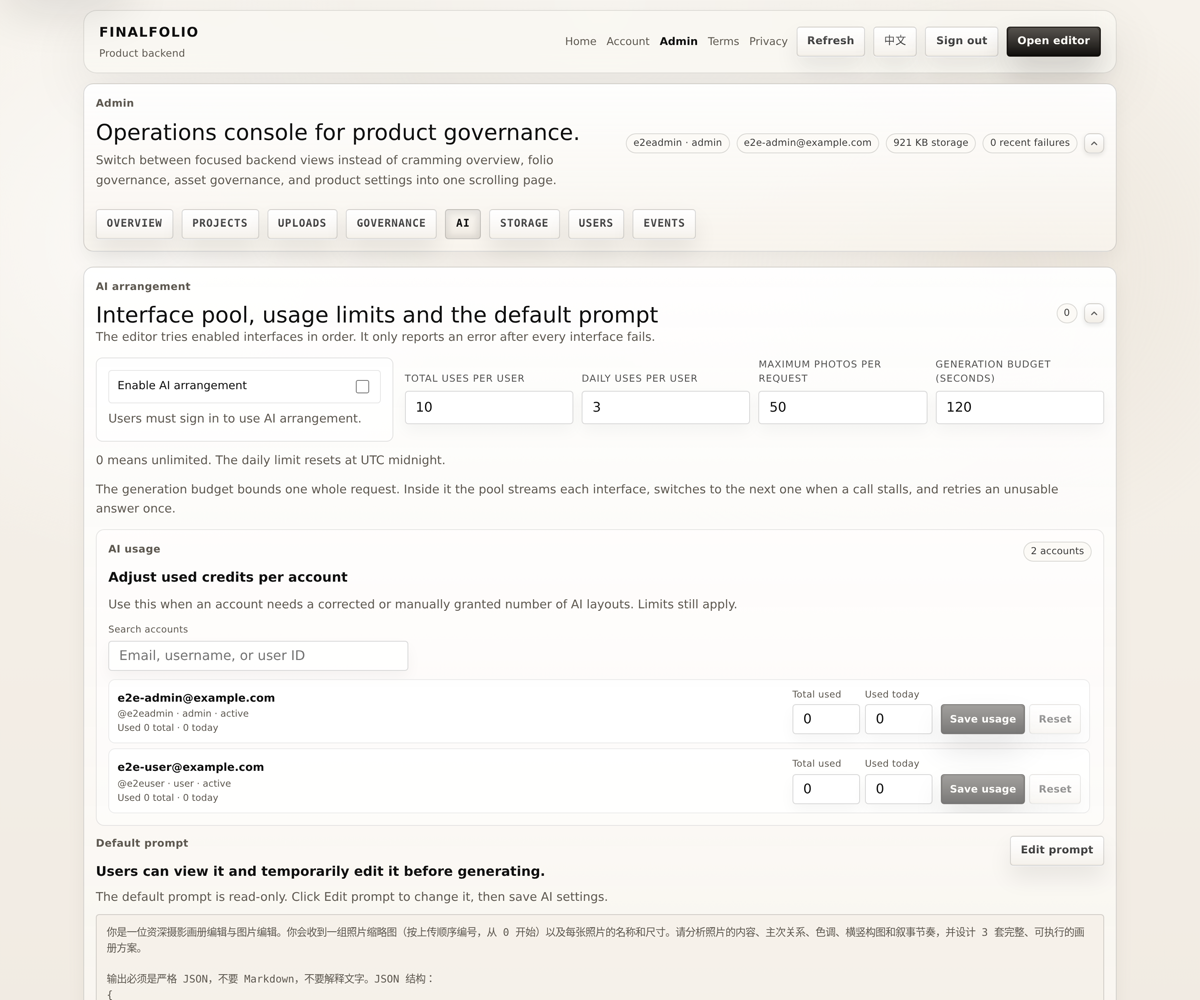 FINALFOLIO
Product backend
Home Account Admin Terms Privacy Refresh 中文 Sign out Open editor
Admin
Operations console for product governance.
e2eadmin · admin e2e-admin@example.com 921 KB storage 0 recent failures
Switch between focused backend views instead of cramming overview, folio
governance, asset governance, and product settings into one scrolling page.
OVERVIEW PROJECTS UPLOADS GOVERNANCE AI STORAGE USERS EVENTS
AI arrangement
Interface pool, usage limits and the default prompt
0
The editor tries enabled interfaces in order. It only reports an error after every interface fails.
Enable AI arrangement
Users must sign in to use AI arrangement.
TOTAL USES PER USER
10
DAILY USES PER USER
3
MAXIMUM PHOTOS PER
REQUEST
50
GENERATION BUDGET
(SECONDS)
120
0 means unlimited. The daily limit resets at UTC midnight.
The generation budget bounds one whole request. Inside it the pool streams each interface, switches to the next one when a call stalls, and retries an unusable
answer once.
AI usage
2 accounts
Adjust used credits per account
Use this when an account needs a corrected or manually granted number of AI layouts. Limits still apply.
Search accounts
Email, username, or user ID
e2e-admin@example.com
@e2eadmin · admin · active
Used 0 total · 0 today
Total used Used today
0 0 Save usage Reset
e2e-user@example.com
@e2euser · user · active
Used 0 total · 0 today
Total used Used today
0 0 Save usage Reset
Default prompt
Edit prompt
Users can view it and temporarily edit it before generating.
The default prompt is read-only. Click Edit prompt to change it, then save AI settings.
你是一位资深摄影画册编辑与图片编辑。你会收到一组照片缩略图（按上传顺序编号，从 0 开始）以及每张照片的名称和尺寸。请分析照片的内容、主次关系、色调、横竖构图和叙事节奏，并设计 3 套完整、可执行的画
册方案。
输出必须是严格 JSON，不要 Markdown，不要解释文字。JSON 结构：
{